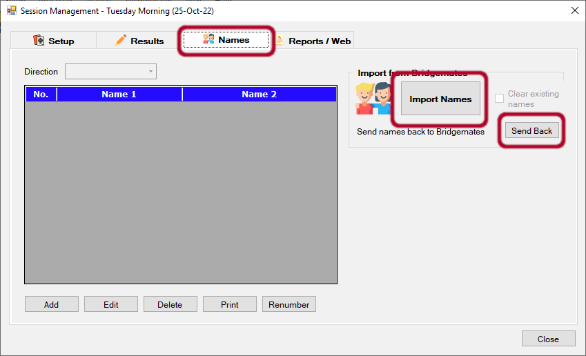 Session Management - Tuesday Morning (25-Oct-22)
Setup Results Names Reports / Web
Direction
Import from Bridgemates
No. Name 1 Name 2
Import Names
Clear existing
names
Send names back to Bridgemates
Send Back
Add Edit Delete Print Renumber
Close